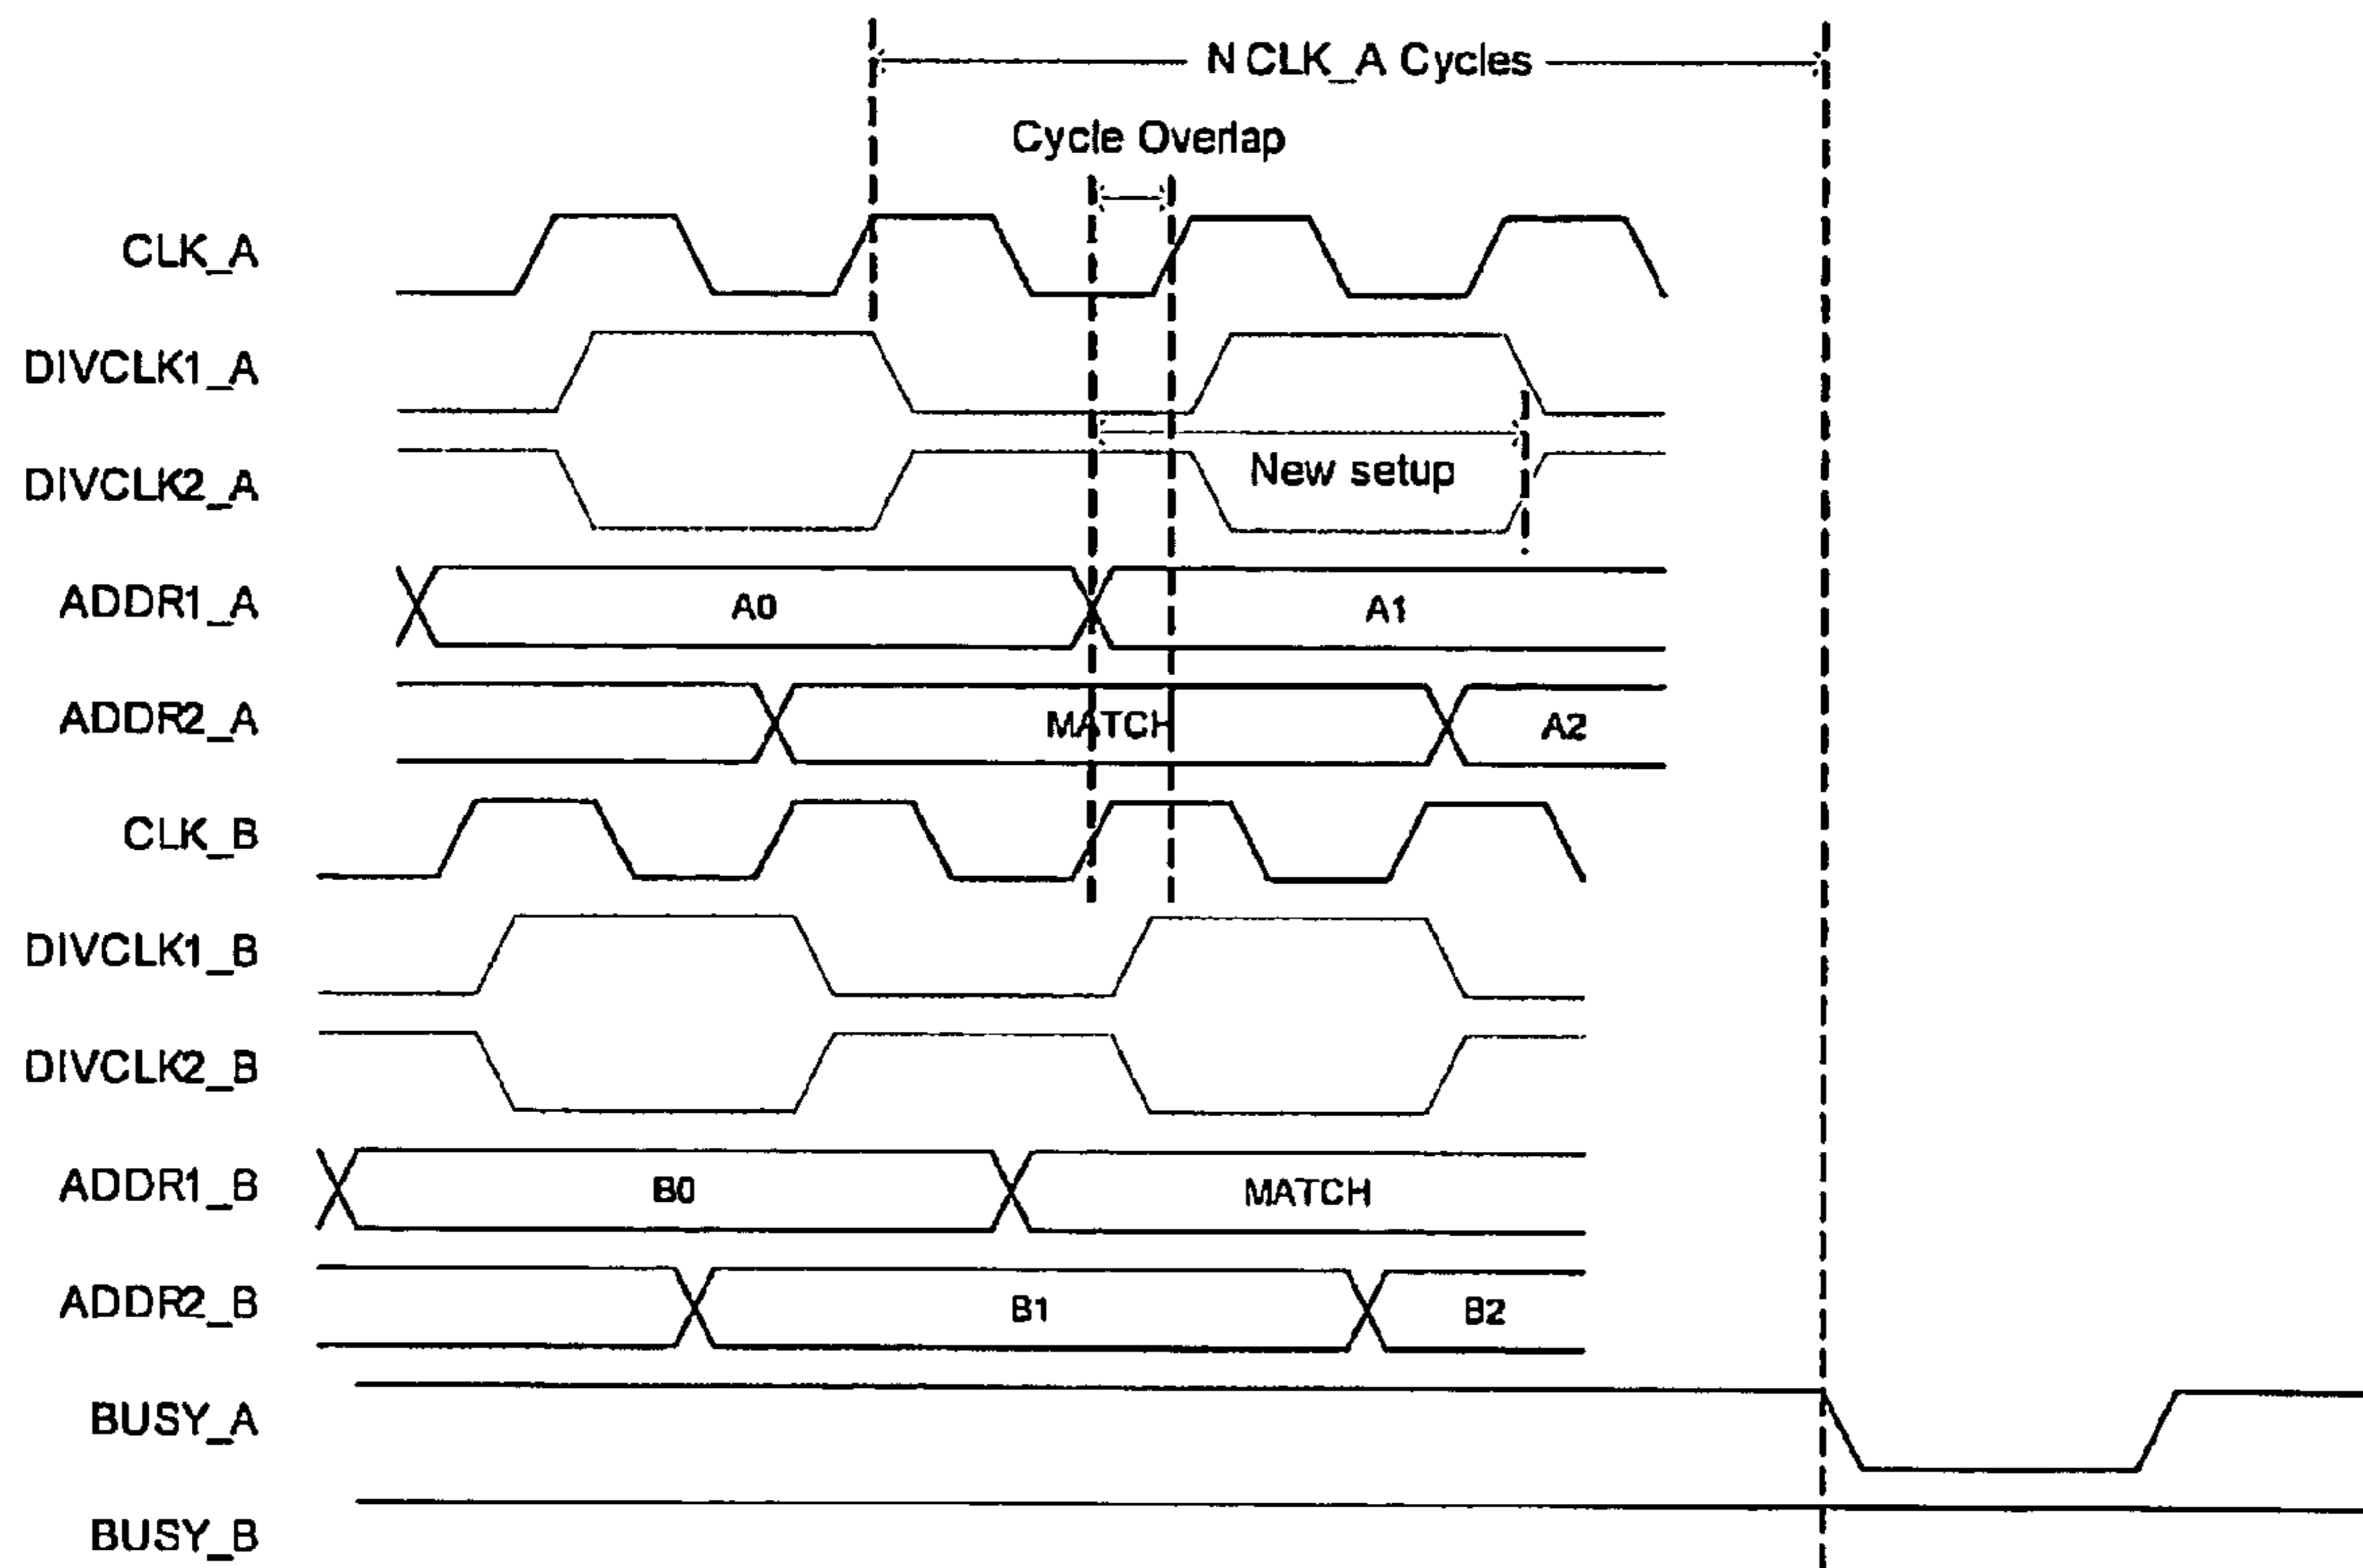 N CLK_A Cycles
Cycle Overlap
CLK_A
DIVCLK1_A
DIVCLK2_A
New setup
ADDR1_A
A0
A1
ADDR2_A
MATCH
A2
CLK_B
DIVCLK1_B
DIVCLK2_B
ADDR1_B
B0
MATCH
ADDR2_B
B1
B2
BUSY_A
BUSY_B